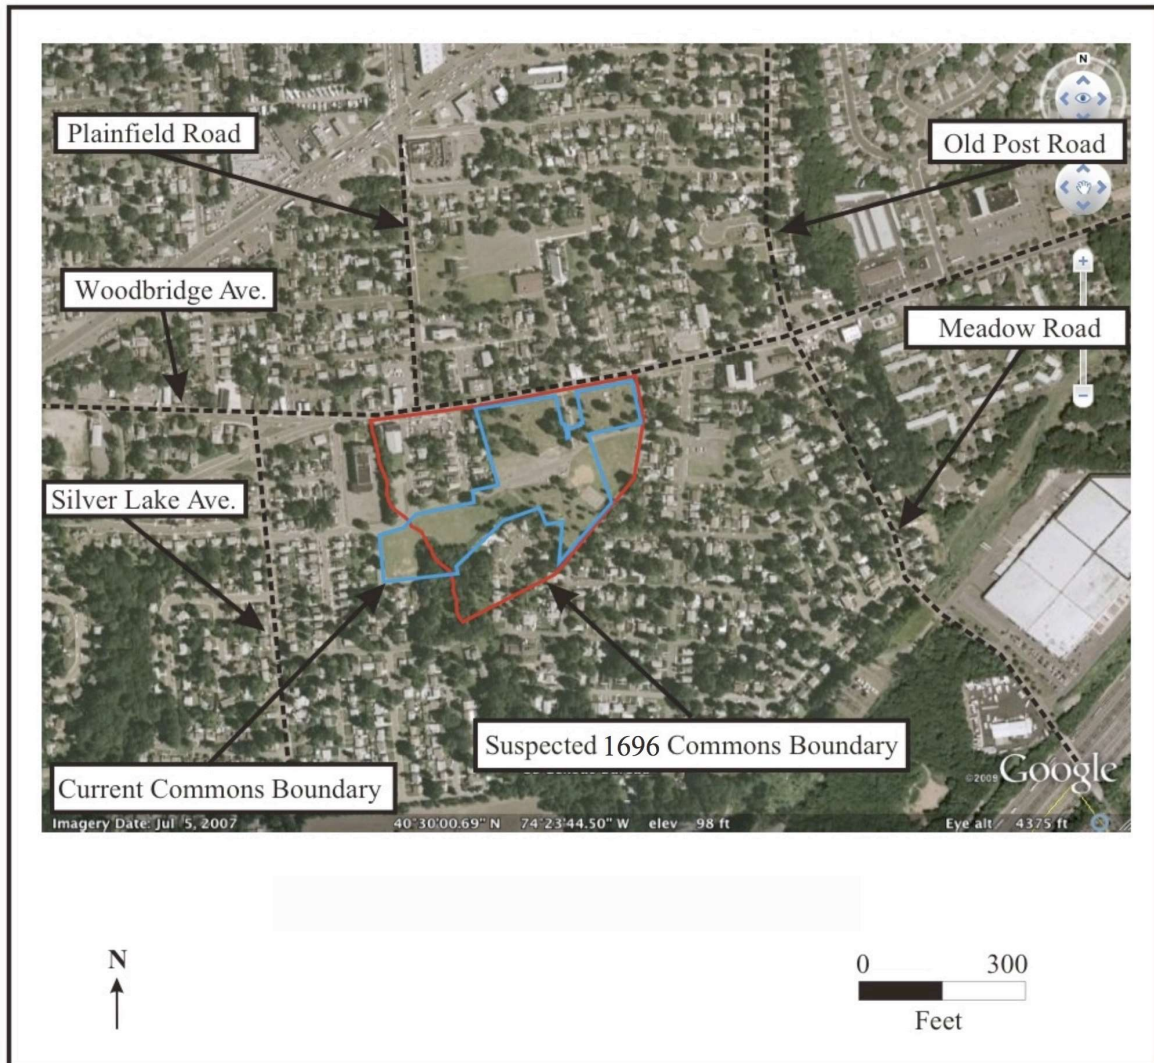 N
Plainfield Road
Old Post Road
Woodbridge Ave.
Meadow Road
Silver Lake Ave.
Suspected 1696 Commons Boundary
Current Commons Boundary
©2009 Google
Imagery Date: Jul 5, 2007 40°30'00.69" N 74°23'44.50" W elev 98 ft Eye alt 4375 ft
N
0 300
Feet